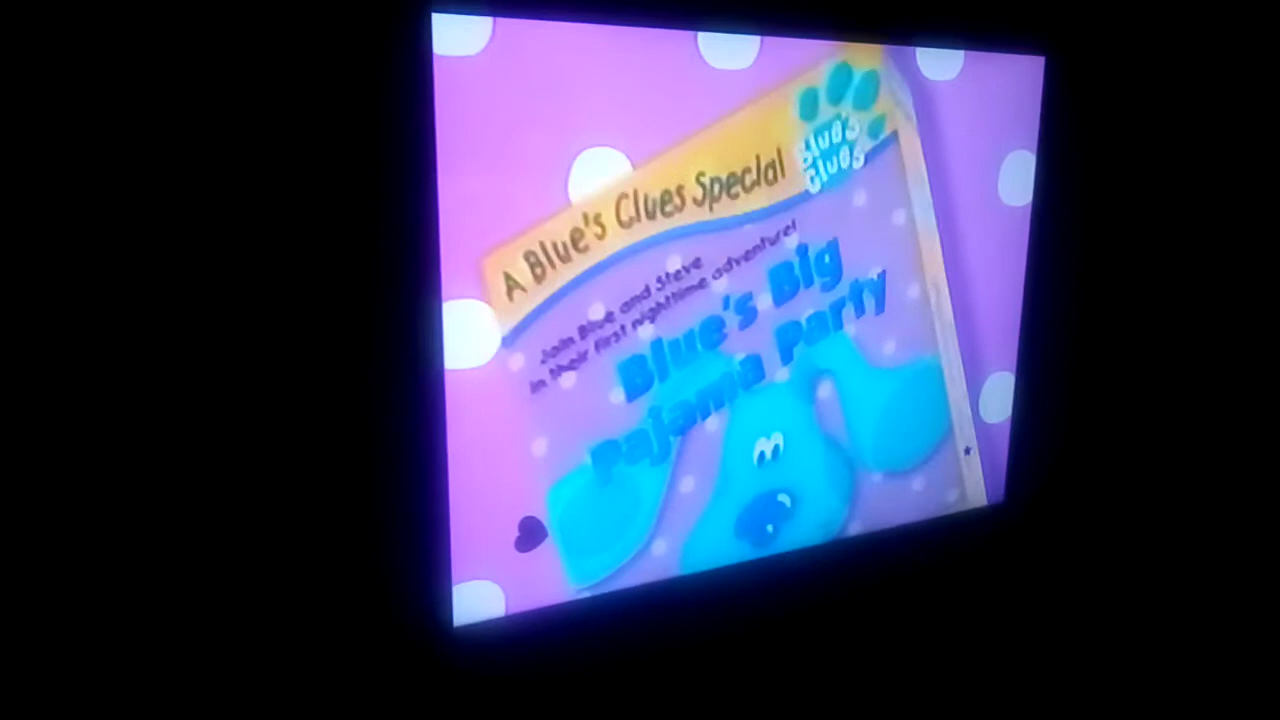 A Blue's Clues Special
Blue's
Clues
Join Blue and Steve
in their first nighttime adventure!
Blue's Big
Pajama Party